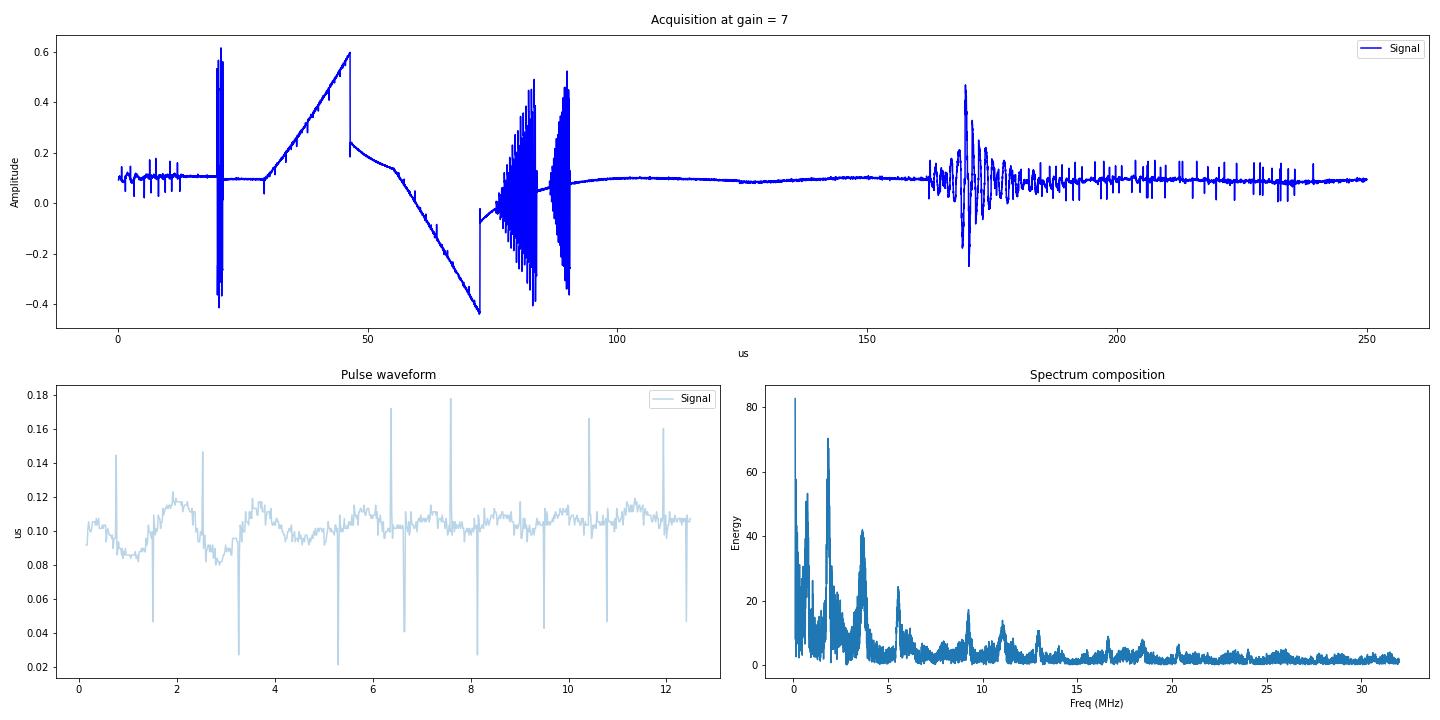 Acquisition at gain = 7
Signal
Amplitude
0.6
0.4
0.2
0.0
−0.2
−0.4
0 50 100 150 200 250
us
Pulse waveform
Signal
us
0.18
0.16
0.14
0.12
0.10
0.08
0.06
0.04
0.02
0 2 4 6 8 10 12
Spectrum composition
Energy
80
60
40
20
0
0 5 10 15 20 25 30
Freq (MHz)